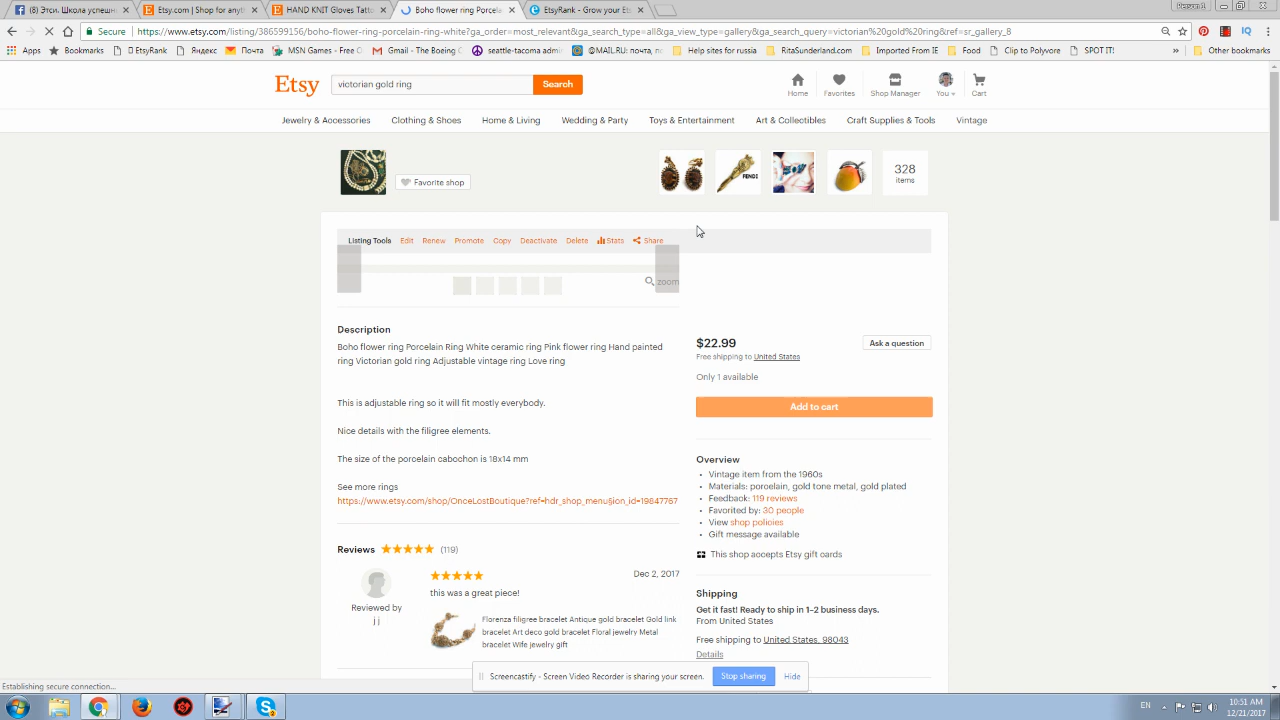 (8) Этси. Школа успеш
Etsy.com | Shop for anyt
HAND KNIT Gloves Tattoo
Boho flower ring Porcela
EtsyRank - Grow your Et
Secure
https://www.etsy.com/listing/386599156/boho-flower-ring-porcelain-ring-white?ga_order=most_relevant&ga_search_type=all&ga_view_type=gallery&ga_search_query=victorian%20gold%20ring&ref=sr_gallery_8
Apps
Bookmarks
D EtsyRank
Яндекс
Почта
MSN Games - Free O
Gmail - The Boeing C
seattle-tacoma admin
@MAIL.RU: почта, п
Help sites for russia
RitaSunderland.com
Imported From IE
Food
Clip to Polyvore
SPOT IT!
»
Other bookmarks
Etsy
victorian gold ring
Search
Home
Favorites
Shop Manager
You
Cart
Jewelry & Accessories
Clothing & Shoes
Home & Living
Wedding & Party
Toys & Entertainment
Art & Collectibles
Craft Supplies & Tools
Vintage
Favorite shop
FENDI
328
items
Listing Tools Edit Renew Promote Copy Deactivate Delete Stats Share
zoom
Description
Boho flower ring Porcelain Ring White ceramic ring Pink flower ring Hand painted
ring Victorian gold ring Adjustable vintage ring Love ring
This is adjustable ring so it will fit mostly everybody.
Nice details with the filigree elements.
The size of the porcelain cabochon is 18x14 mm
See more rings
https://www.etsy.com/shop/OnceLostBoutique?ref=hdr_shop_menu§ion_id=19847767
Reviews (119)
Reviewed by
j j
Dec 2, 2017
this was a great piece!
Florenza filigree bracelet Antique gold bracelet Gold link
bracelet Art deco gold bracelet Floral jewelry Metal
bracelet Wife jewelry gift
$22.99
Ask a question
Free shipping to United States
Only 1 available
Add to cart
Overview
• Vintage item from the 1960s
• Materials: porcelain, gold tone metal, gold plated
• Feedback: 119 reviews
• Favorited by: 30 people
• View shop policies
• Gift message available
This shop accepts Etsy gift cards
Shipping
Get it fast! Ready to ship in 1–2 business days.
From United States
Free shipping to United States, 98043
Details
Screencastify - Screen Video Recorder is sharing your screen.
Stop sharing
Hide
Establishing secure connection...
EN
10:51 AM
12/21/2017